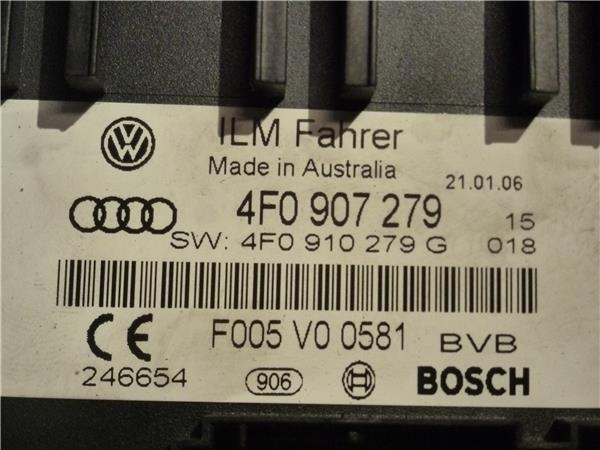 ILM Fahrer
Made in Australia
21.01.06
4F0 907 279 15
SW: 4F0 910 279 G 018
F005 V0 0581 BVB
CE
246654 906 BOSCH